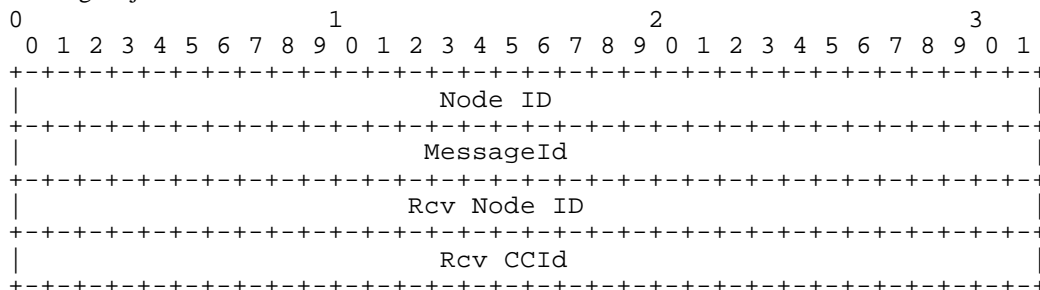 0                   1                   2                   3
 0 1 2 3 4 5 6 7 8 9 0 1 2 3 4 5 6 7 8 9 0 1 2 3 4 5 6 7 8 9 0 1
+-+-+-+-+-+-+-+-+-+-+-+-+-+-+-+-+-+-+-+-+-+-+-+-+-+-+-+-+-+-+-+-+
|                          Node ID                              |
+-+-+-+-+-+-+-+-+-+-+-+-+-+-+-+-+-+-+-+-+-+-+-+-+-+-+-+-+-+-+-+-+
|                         MessageId                             |
+-+-+-+-+-+-+-+-+-+-+-+-+-+-+-+-+-+-+-+-+-+-+-+-+-+-+-+-+-+-+-+-+
|                        Rcv Node ID                            |
+-+-+-+-+-+-+-+-+-+-+-+-+-+-+-+-+-+-+-+-+-+-+-+-+-+-+-+-+-+-+-+-+
|                          Rcv CCId                             |
+-+-+-+-+-+-+-+-+-+-+-+-+-+-+-+-+-+-+-+-+-+-+-+-+-+-+-+-+-+-+-+-+